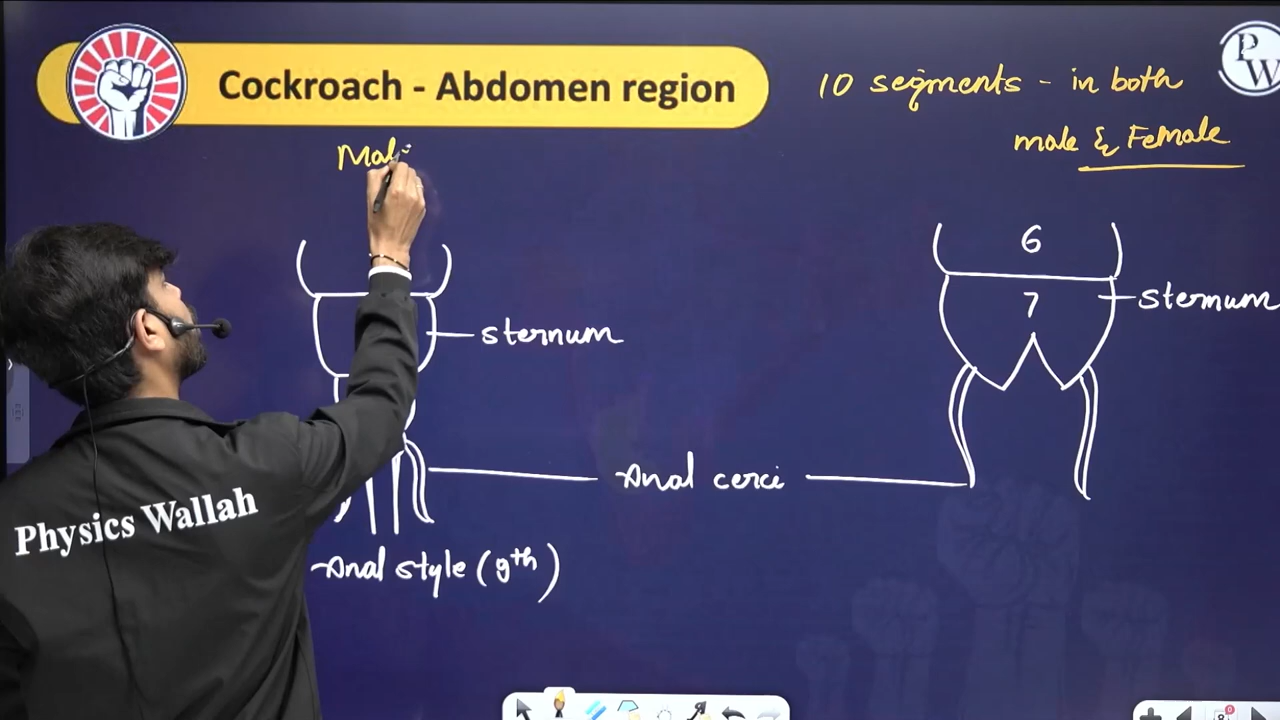 Cockroach - Abdomen region
10 segments - in both
male & Female
P
W
Male
6
7
sternum
sternum
Anal cerci
Anal style (9th)
Physics Wallah